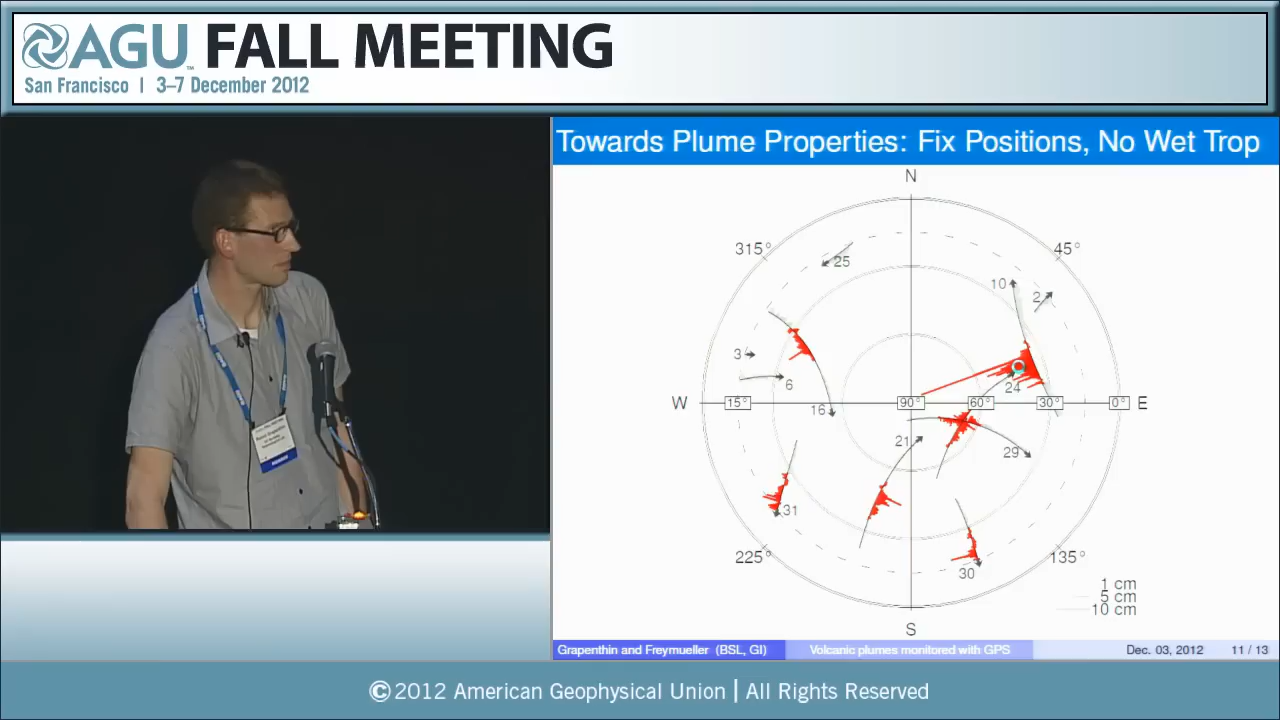 AGU FALL MEETING
San Francisco | 3–7 December 2012
Towards Plume Properties: Fix Positions, No Wet Trop
N
315°
45°
25
10
2
3
6
24
W
15°
90°
60°
30°
0°
E
16
21
29
31
30
225°
135°
1 cm
5 cm
10 cm
S
Grapenthin and Freymueller (BSL, GI)
Volcanic plumes monitored with GPS
Dec. 03, 2012
11 / 13
©2012 American Geophysical Union | All Rights Reserved